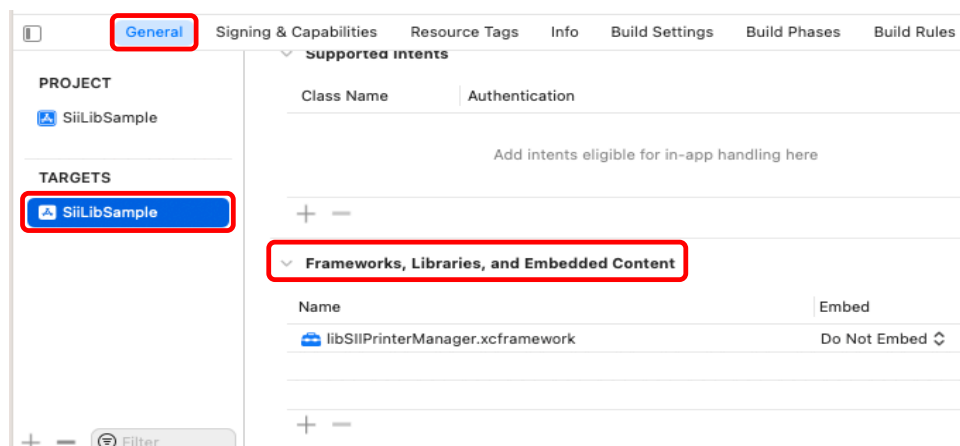 General Signing & Capabilities Resource Tags Info Build Settings Build Phases Build Rules
PROJECT
SiiLibSample
TARGETS
SiiLibSample
Filter
Supported Intents
Class Name Authentication
Add intents eligible for in-app handling here
Frameworks, Libraries, and Embedded Content
Name Embed
libSIIPrinterManager.xcframework Do Not Embed